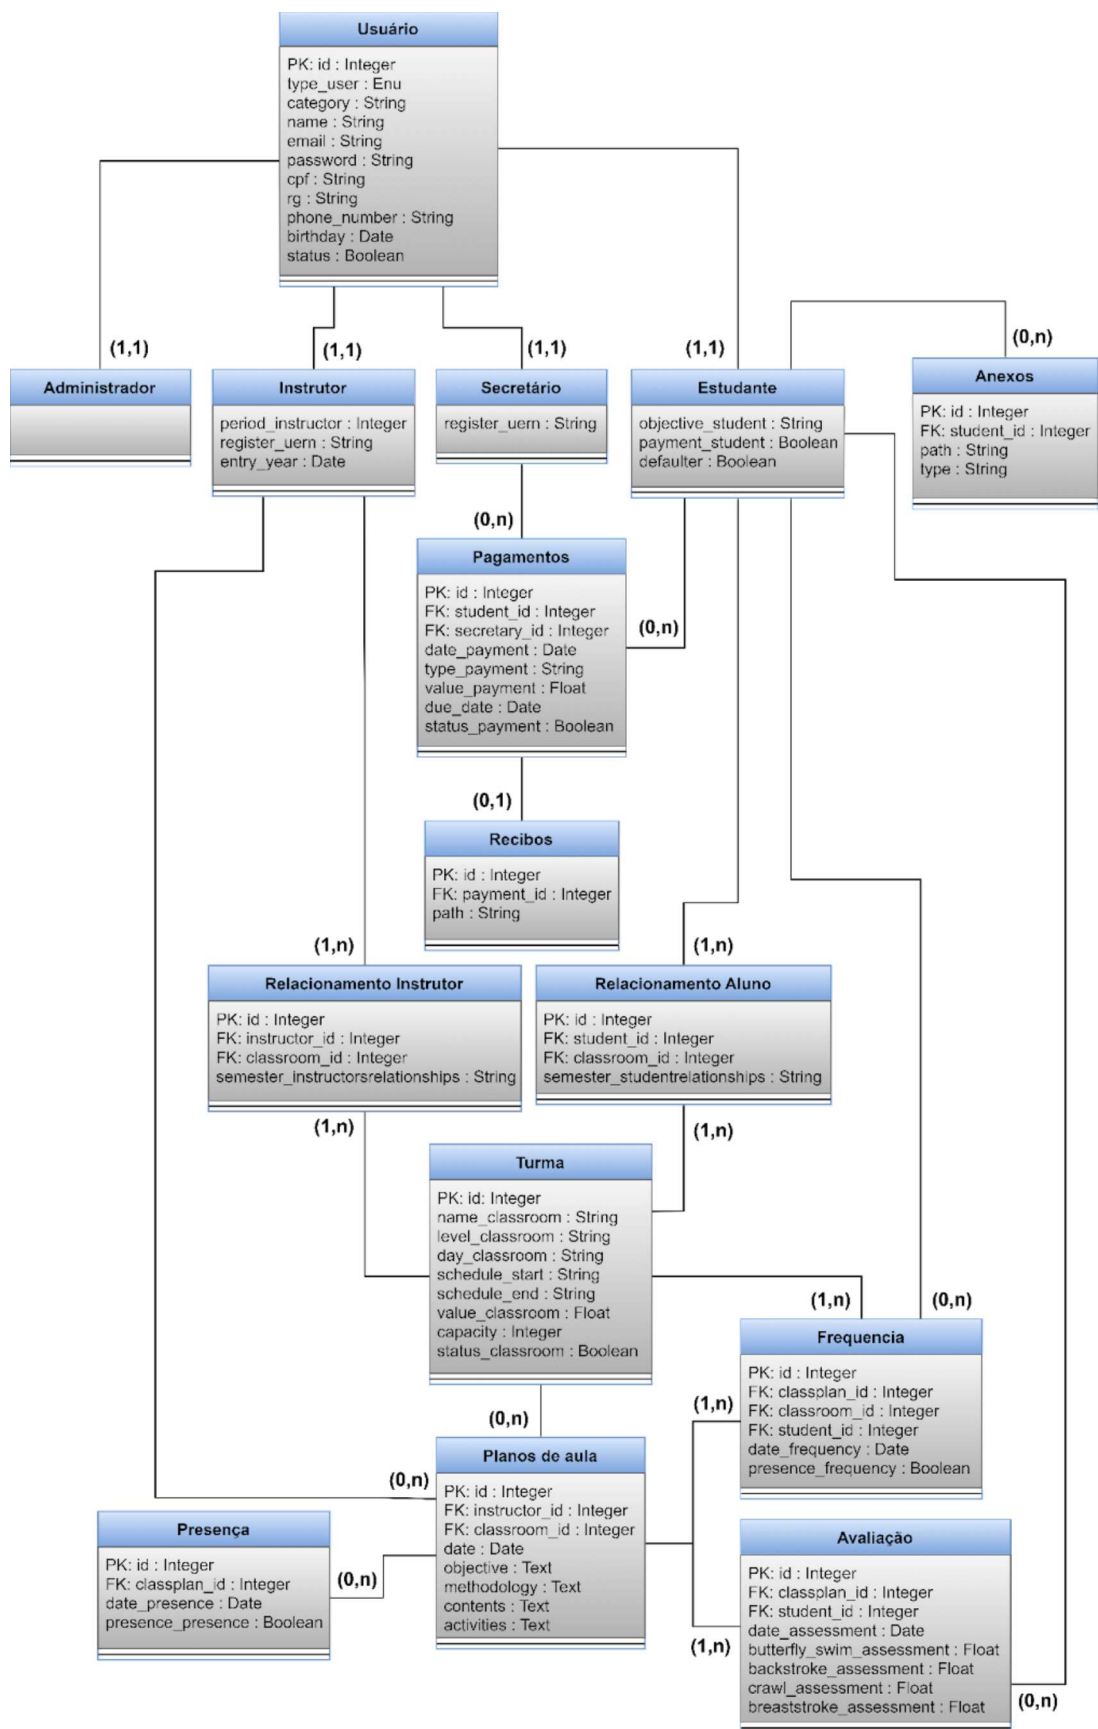 Usuário
PK: id : Integer
type_user : Enu
category : String
name : String
email : String
password : String
cpf : String
rg : String
phone_number : String
birthday : Date
status : Boolean
(1,1)
(1,1)
(1,1)
(1,1)
(0,n)
Administrador
Instrutor
period_instructor : Integer
register_uern : String
entry_year : Date
Secretário
register_uern : String
Estudante
objective_student : String
payment_student : Boolean
defaulter : Boolean
Anexos
PK: id : Integer
FK: student_id : Integer
path : String
type : String
(0,n)
Pagamentos
PK: id : Integer
FK: student_id : Integer
FK: secretary_id : Integer
date_payment : Date
type_payment : String
value_payment : Float
due_date : Date
status_payment : Boolean
(0,n)
(0,1)
Recibos
PK: id : Integer
FK: payment_id : Integer
path : String
(1,n)
(1,n)
Relacionamento Instrutor
PK: id : Integer
FK: instructor_id : Integer
FK: classroom_id : Integer
semester_instructorsrelationships : String
Relacionamento Aluno
PK: id : Integer
FK: student_id : Integer
FK: classroom_id : Integer
semester_studentrelationships : String
(1,n)
(1,n)
Turma
PK: id: Integer
name_classroom : String
level_classroom : String
day_classroom : String
schedule_start : String
schedule_end : String
value_classroom : Float
capacity : Integer
status_classroom : Boolean
(1,n)
(0,n)
Frequencia
PK: id : Integer
FK: classplan_id : Integer
FK: classroom_id : Integer
FK: student_id : Integer
date_frequency : Date
presence_frequency : Boolean
(0,n)
(1,n)
(0,n)
Planos de aula
PK: id : Integer
FK: instructor_id : Integer
FK: classroom_id : Integer
date : Date
objective : Text
methodology : Text
contents : Text
activities : Text
Presença
PK: id : Integer
FK: classplan_id : Integer
date_presence : Date
presence_presence : Boolean
(0,n)
(1,n)
Avaliação
PK: id : Integer
FK: classplan_id : Integer
FK: student_id : Integer
date_assessment : Date
butterfly_swim_assessment : Float
backstroke_assessment : Float
crawl_assessment : Float
breaststroke_assessment : Float
(0,n)